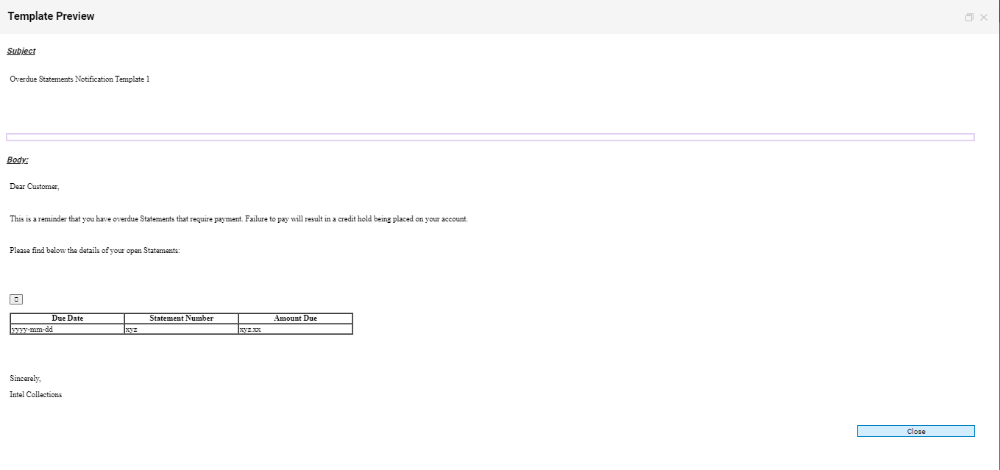 Template Preview
Subject
Overdue Statements Notification Template 1
Body:
Dear Customer,
This is a reminder that you have overdue Statements that require payment. Failure to pay will result in a credit hold being placed on your account.
Please find below the details of your open Statements:
Due Date Statement Number Amount Due
yyyy-mm-dd xyz xyz.xx
Sincerely,
Intel Collections
Close